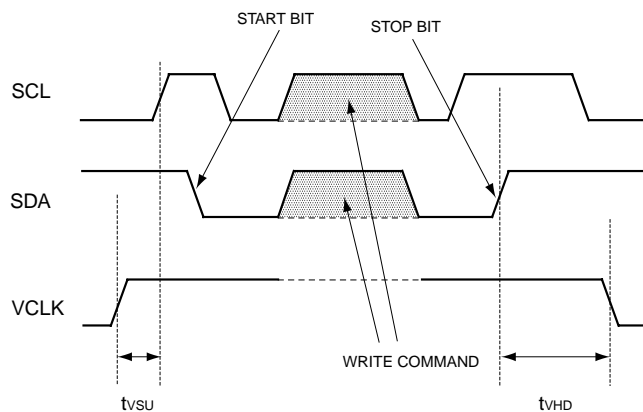 START BIT
STOP BIT
SCL
SDA
VCLK
WRITE COMMAND
tVSU
tVHD